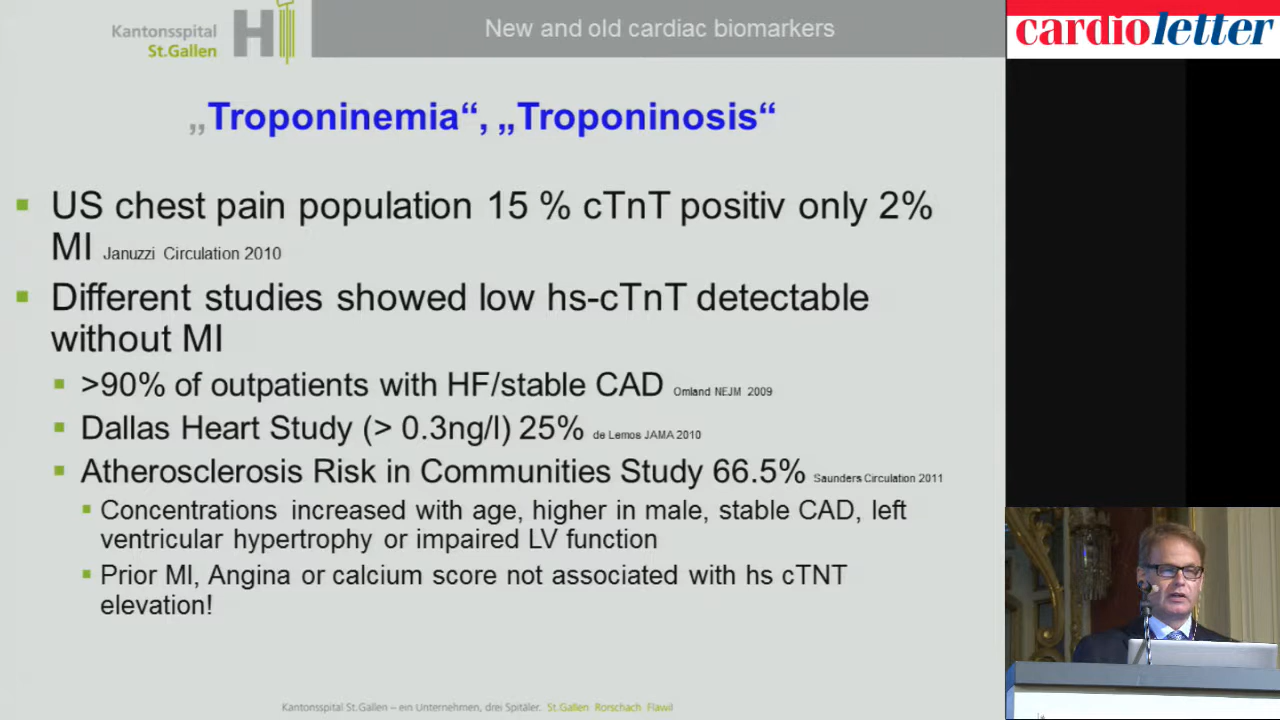 Kantonsspital
St.Gallen
New and old cardiac biomarkers
cardioletter
„Troponinemia“, „Troponinosis“
US chest pain population 15 % cTnT positiv only 2%
MI Januzzi Circulation 2010
Different studies showed low hs-cTnT detectable
without MI
>90% of outpatients with HF/stable CAD Omland NEJM 2009
Dallas Heart Study (> 0.3ng/l) 25% de Lemos JAMA 2010
Atherosclerosis Risk in Communities Study 66.5% Saunders Circulation 2011
Concentrations increased with age, higher in male, stable CAD, left
ventricular hypertrophy or impaired LV function
Prior MI, Angina or calcium score not associated with hs cTNT
elevation!
Kantonsspital St.Gallen – ein Unternehmen, drei Spitäler. St.Gallen Rorschach Flawil